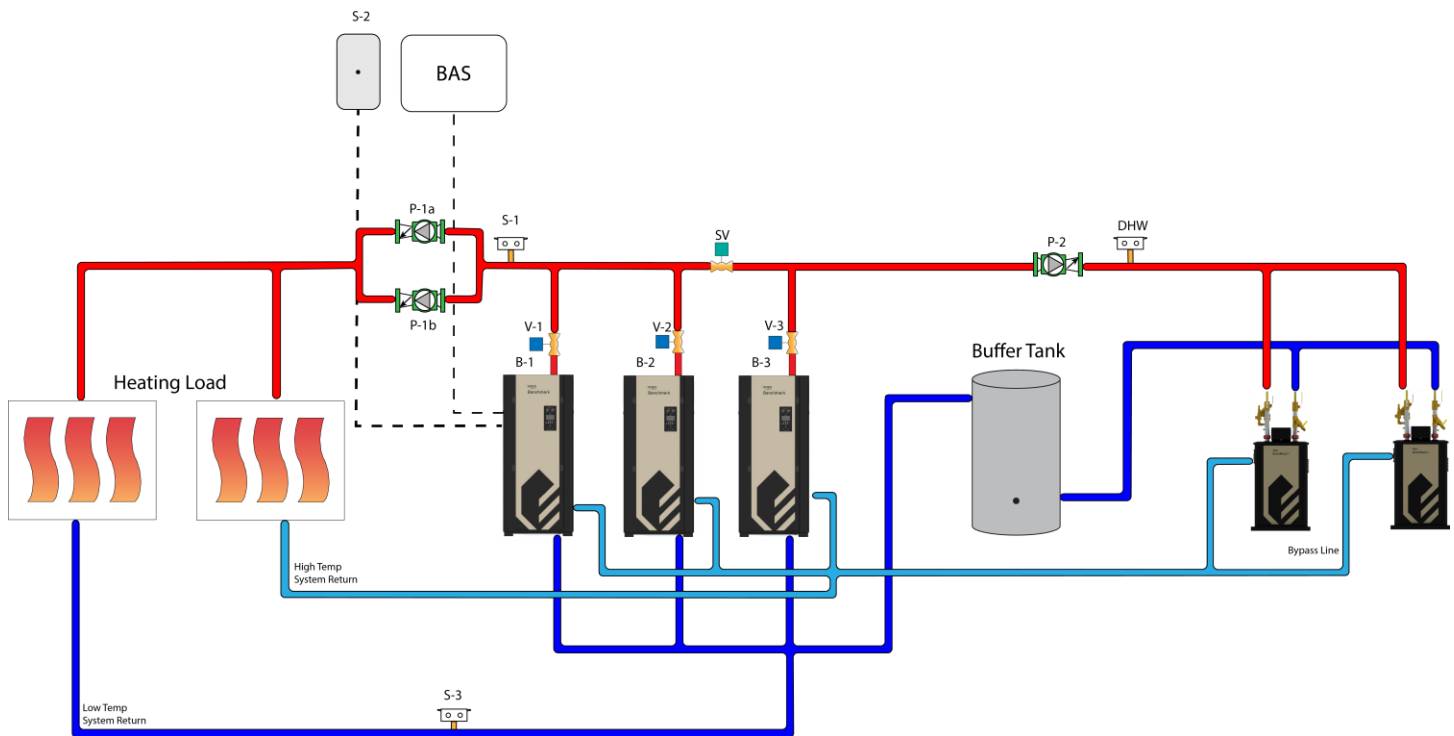 S-2
BAS
P-1a
S-1
SV
P-2
DHW
P-1b
V-1
V-2
V-3
B-1
B-2
B-3
Buffer Tank
Heating Load
Benchmark
Benchmark
Benchmark
High Temp
System Return
Bypass Line
Low Temp
System Return
S-3